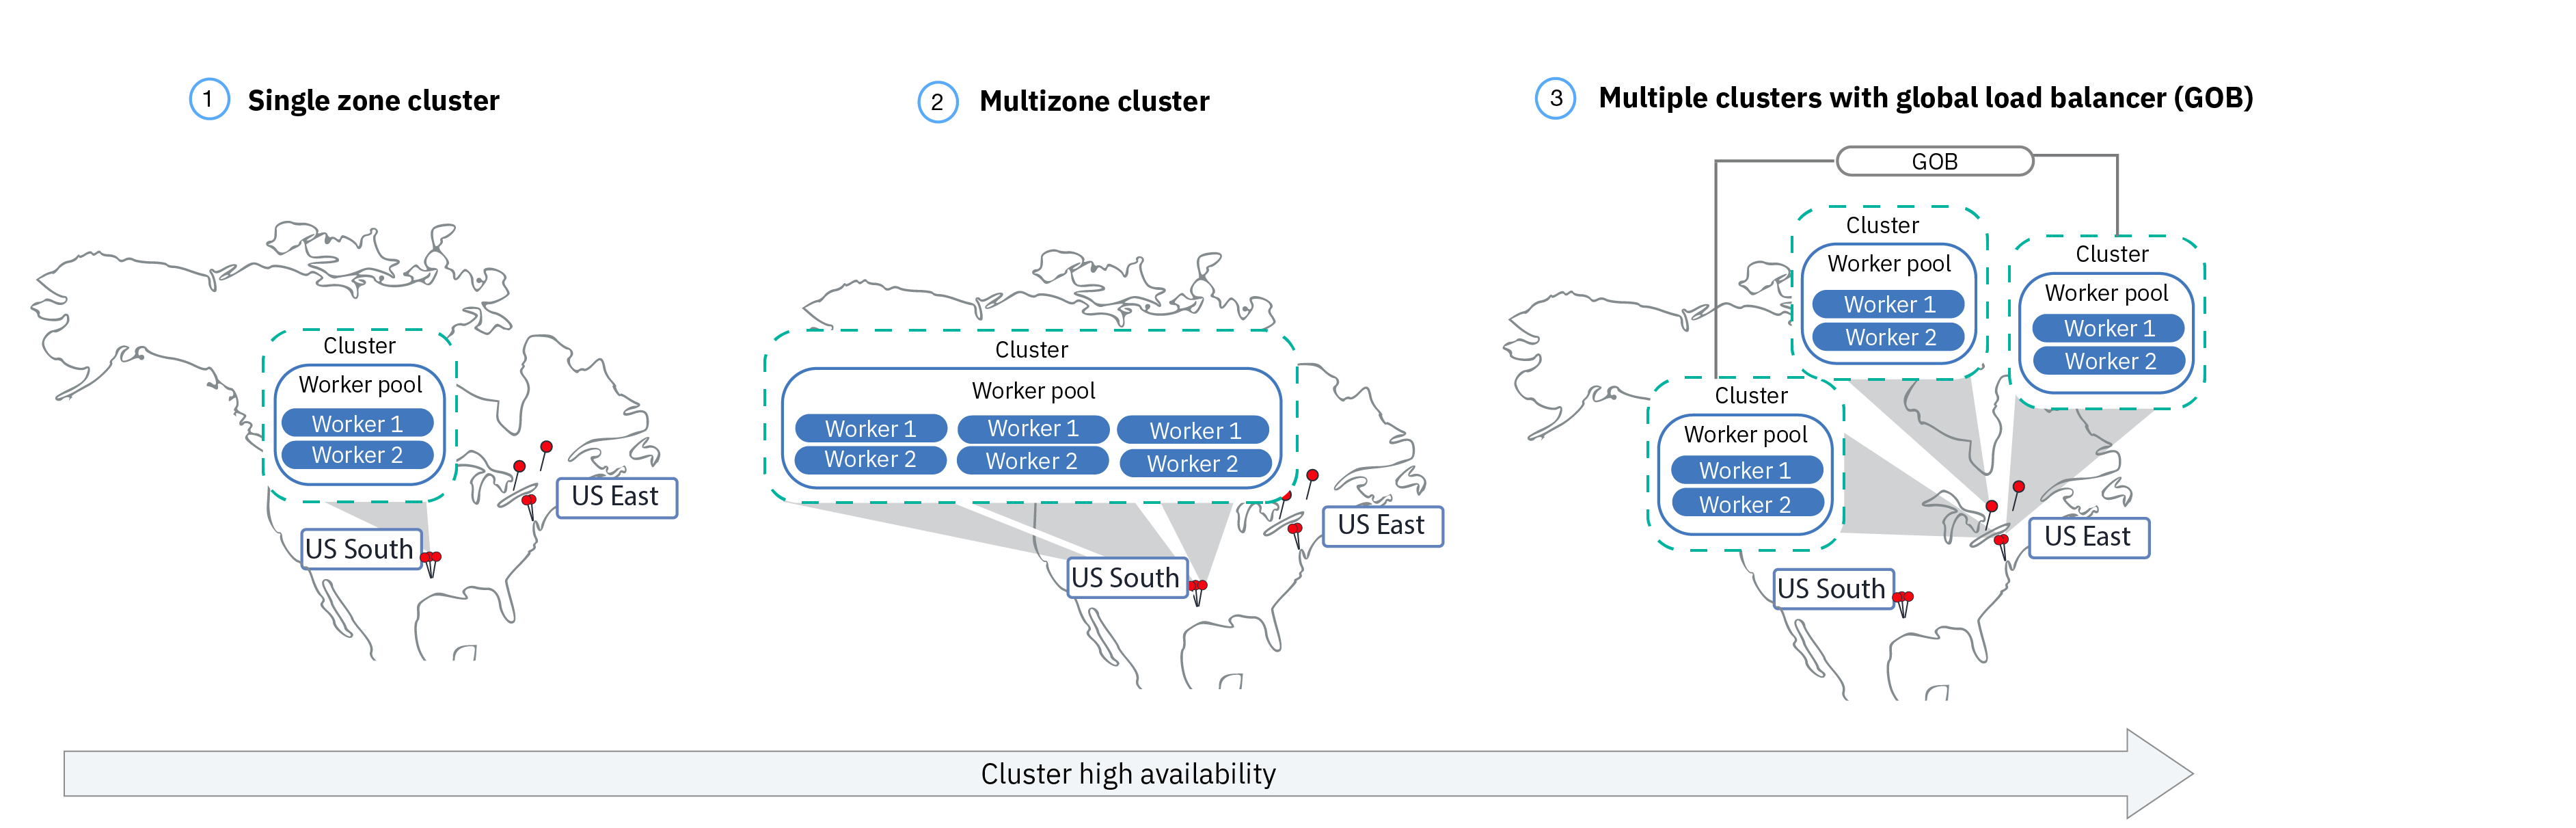 1 Single zone cluster
Cluster
Worker pool
Worker 1
Worker 2
US South
US East
2 Multizone cluster
Cluster
Worker pool
Worker 1 Worker 1 Worker 1
Worker 2 Worker 2 Worker 2
US South
US East
3 Multiple clusters with global load balancer (GOB)
GOB
Cluster
Worker pool
Worker 1
Worker 2
Cluster
Worker pool
Worker 1
Worker 2
Cluster
Worker pool
Worker 1
Worker 2
US South
US East
Cluster high availability